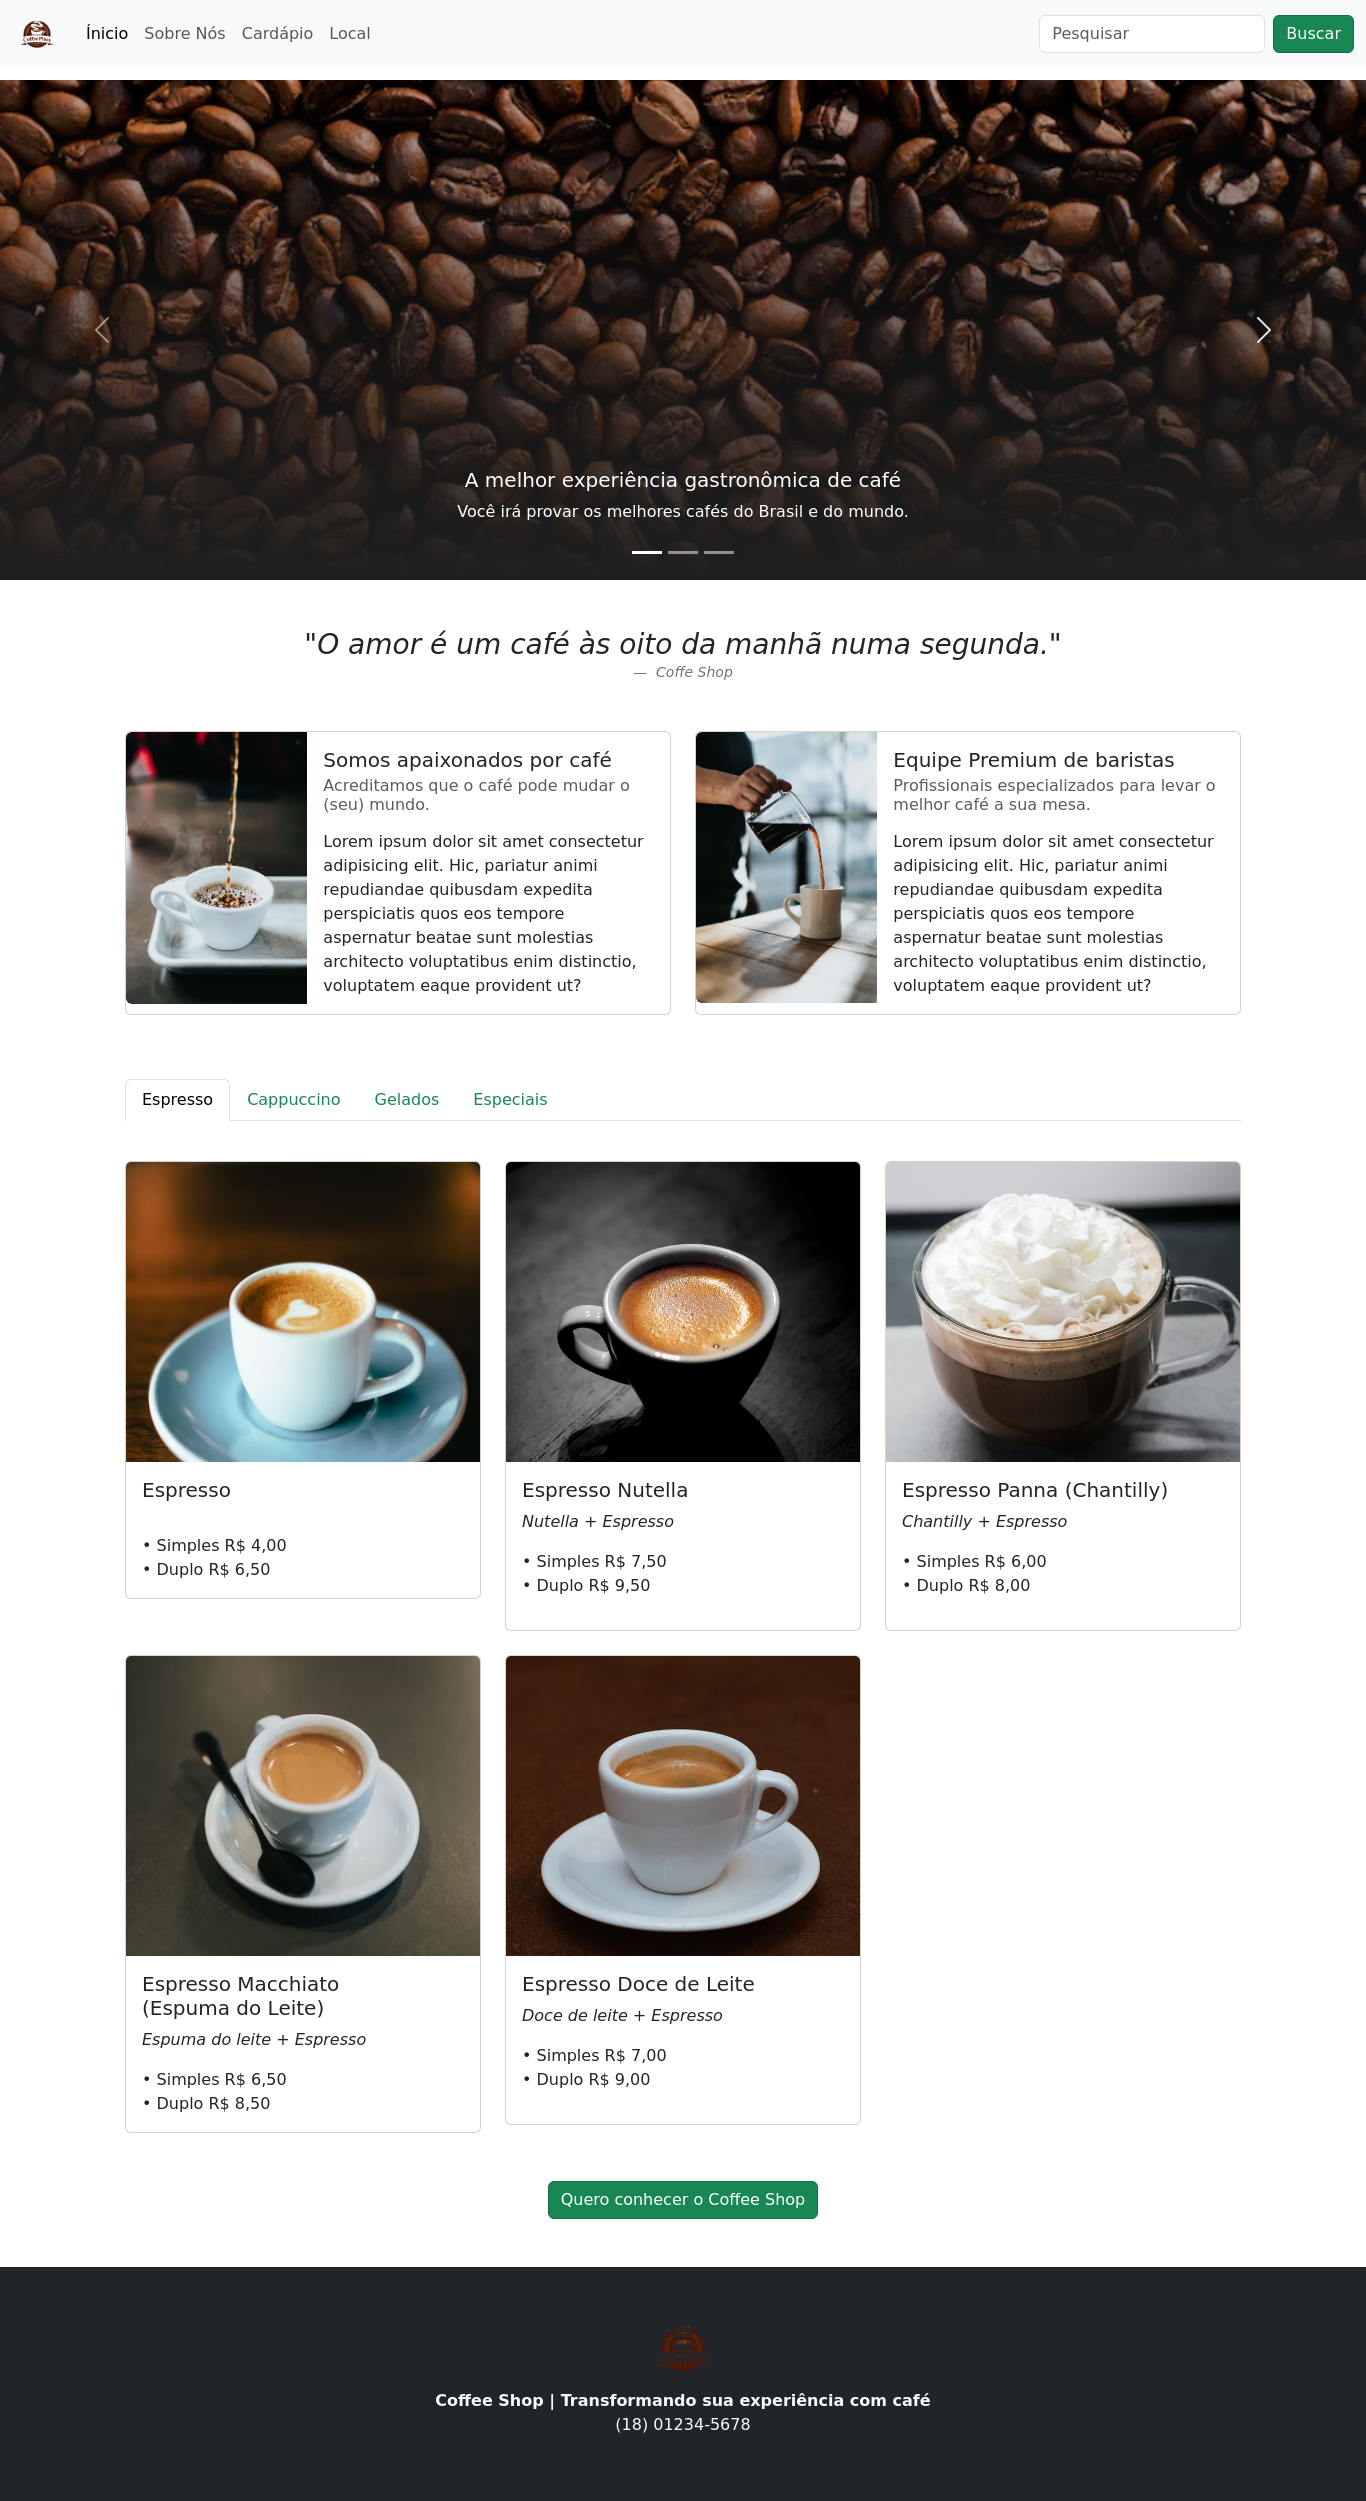 Ínicio Sobre Nós Cardápio Local Pesquisar Buscar
A melhor experiência gastronômica de café
Você irá provar os melhores cafés do Brasil e do mundo.
"O amor é um café às oito da manhã numa segunda."
— Coffe Shop
Somos apaixonados por café
Acreditamos que o café pode mudar o
(seu) mundo.
Lorem ipsum dolor sit amet consectetur
adipisicing elit. Hic, pariatur animi
repudiandae quibusdam expedita
perspiciatis quos eos tempore
aspernatur beatae sunt molestias
architecto voluptatibus enim distinctio,
voluptatem eaque provident ut?
Equipe Premium de baristas
Profissionais especializados para levar o
melhor café a sua mesa.
Lorem ipsum dolor sit amet consectetur
adipisicing elit. Hic, pariatur animi
repudiandae quibusdam expedita
perspiciatis quos eos tempore
aspernatur beatae sunt molestias
architecto voluptatibus enim distinctio,
voluptatem eaque provident ut?
Espresso Cappuccino Gelados Especiais
Espresso
• Simples R$ 4,00
• Duplo R$ 6,50
Espresso Nutella
Nutella + Espresso
• Simples R$ 7,50
• Duplo R$ 9,50
Espresso Panna (Chantilly)
Chantilly + Espresso
• Simples R$ 6,00
• Duplo R$ 8,00
Espresso Macchiato
(Espuma do Leite)
Espuma do leite + Espresso
• Simples R$ 6,50
• Duplo R$ 8,50
Espresso Doce de Leite
Doce de leite + Espresso
• Simples R$ 7,00
• Duplo R$ 9,00
Quero conhecer o Coffee Shop
Coffee Shop | Transformando sua experiência com café
(18) 01234-5678